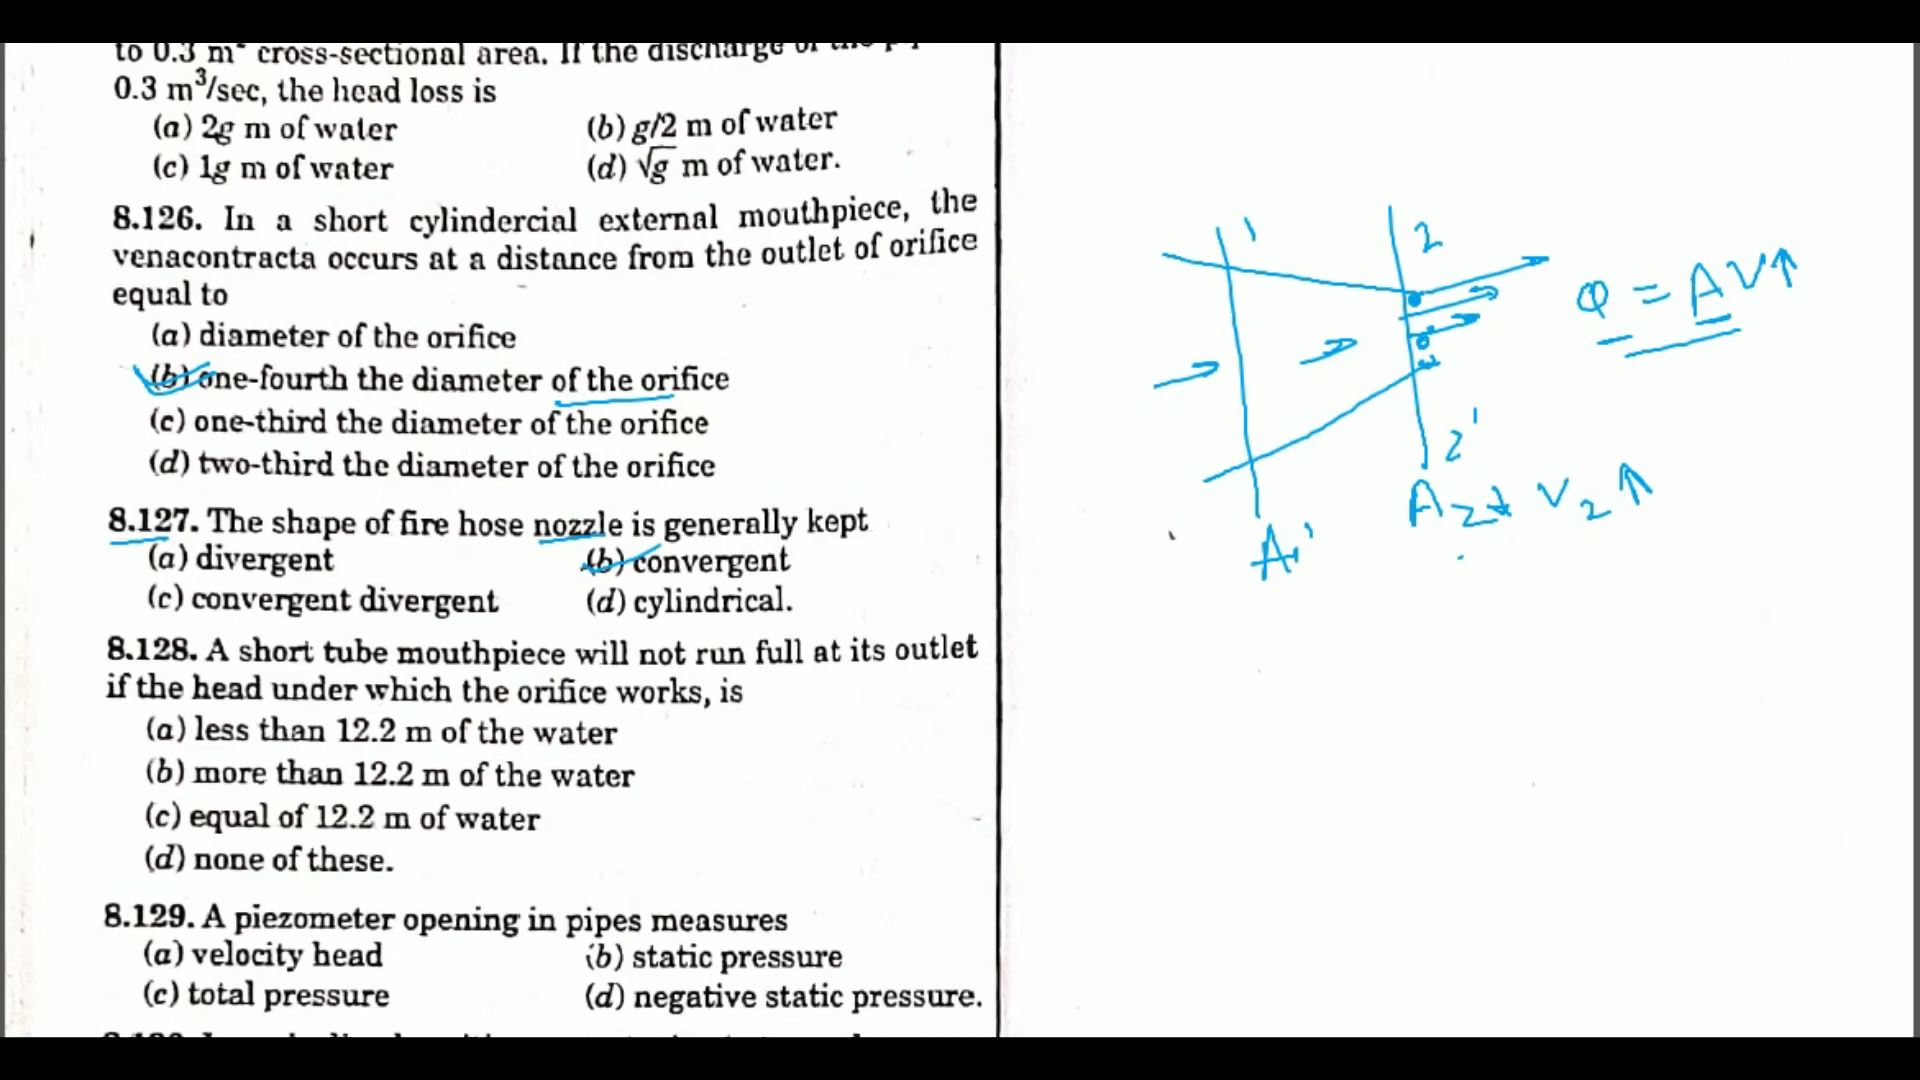 to 0.3 m² cross-sectional area. If the discharge of the
0.3 m³/sec, the head loss is
(a) 2g m of water (b) g/2 m of water
(c) 1g m of water (d) √g m of water.
8.126. In a short cylindercial external mouthpiece, the
venacontracta occurs at a distance from the outlet of orifice
equal to
(a) diameter of the orifice
(b) one-fourth the diameter of the orifice
(c) one-third the diameter of the orifice
(d) two-third the diameter of the orifice
8.127. The shape of fire hose nozzle is generally kept
(a) divergent (b) convergent
(c) convergent divergent (d) cylindrical.
8.128. A short tube mouthpiece will not run full at its outlet
if the head under which the orifice works, is
(a) less than 12.2 m of the water
(b) more than 12.2 m of the water
(c) equal of 12.2 m of water
(d) none of these.
8.129. A piezometer opening in pipes measures
(a) velocity head (b) static pressure
(c) total pressure (d) negative static pressure.
1
2
Q = A V↑
2'
A₂↓ V₂↑
A₁'